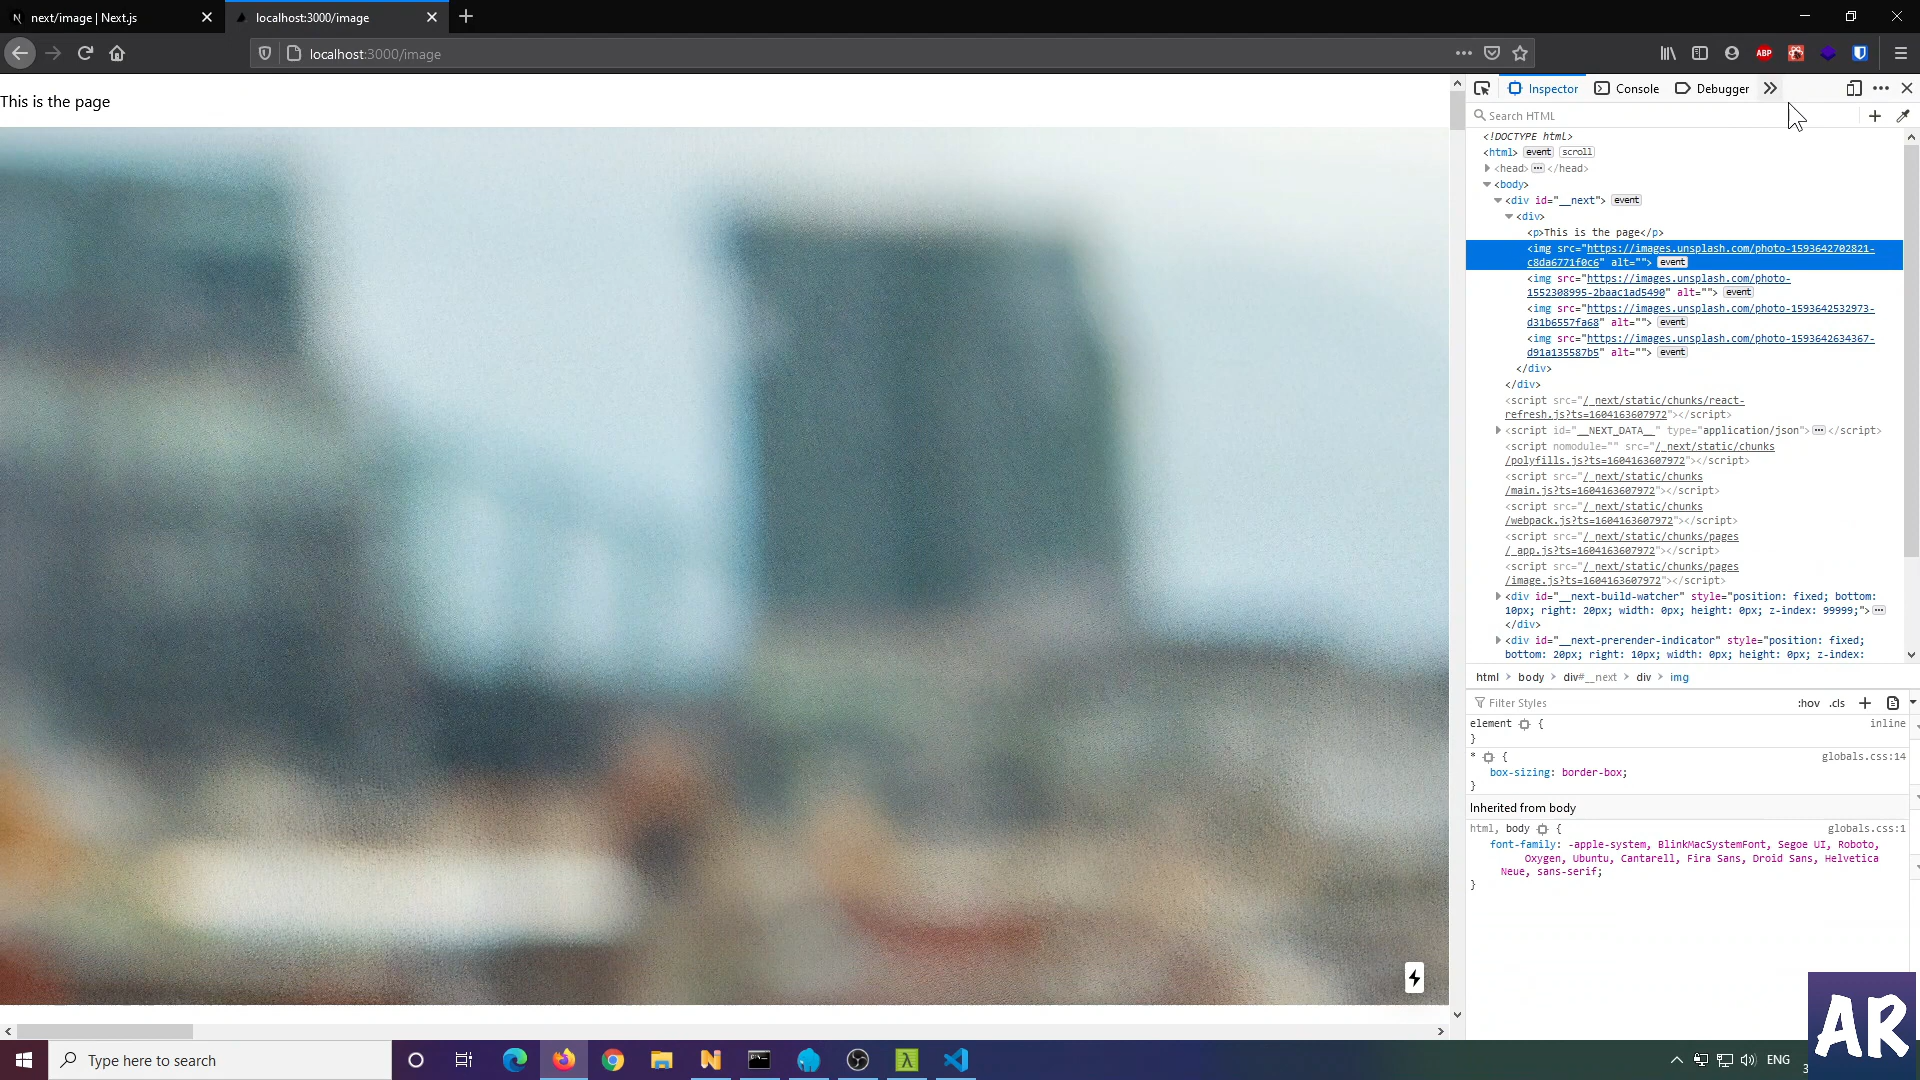 next/image | Next.js
localhost:3000/image
localhost:3000/image
ABP
This is the page
Inspector
Console
Debugger
Search HTML
<!DOCTYPE html>
<html> event scroll
<head> </head>
<body>
<div id="__next"> event
<div>
<p>This is the page</p>
<img src="https://images.unsplash.com/photo-1593642702821-
c8da6771f0c6" alt=""> event
<img src="https://images.unsplash.com/photo-
1552308995-2baac1ad5490" alt=""> event
<img src="https://images.unsplash.com/photo-1593642532973-
d31b6557fa68" alt=""> event
<img src="https://images.unsplash.com/photo-1593642634367-
d91a135587b5" alt=""> event
</div>
</div>
<script src="/_next/static/chunks/react-
refresh.js?ts=1604163607972"></script>
<script id="__NEXT_DATA__" type="application/json"> </script>
<script nomodule="" src="/_next/static/chunks
/polyfills.js?ts=1604163607972"></script>
<script src="/_next/static/chunks
/main.js?ts=1604163607972"></script>
<script src="/_next/static/chunks
/webpack.js?ts=1604163607972"></script>
<script src="/_next/static/chunks/pages
/_app.js?ts=1604163607972"></script>
<script src="/_next/static/chunks/pages
/image.js?ts=1604163607972"></script>
<div id="__next-build-watcher" style="position: fixed; bottom:
10px; right: 20px; width: 0px; height: 0px; z-index: 99999;">
</div>
<div id="__next-prerender-indicator" style="position: fixed;
bottom: 20px; right: 10px; width: 0px; height: 0px; z-index:
html > body > div#__next > div > img
Filter Styles
:hov .cls
element {
inline
}
* {
globals.css:14
box-sizing: border-box;
}
Inherited from body
html, body {
globals.css:1
font-family: -apple-system, BlinkMacSystemFont, Segoe UI, Roboto,
Oxygen, Ubuntu, Cantarell, Fira Sans, Droid Sans, Helvetica
Neue, sans-serif;
}
AR
Type here to search
ENG